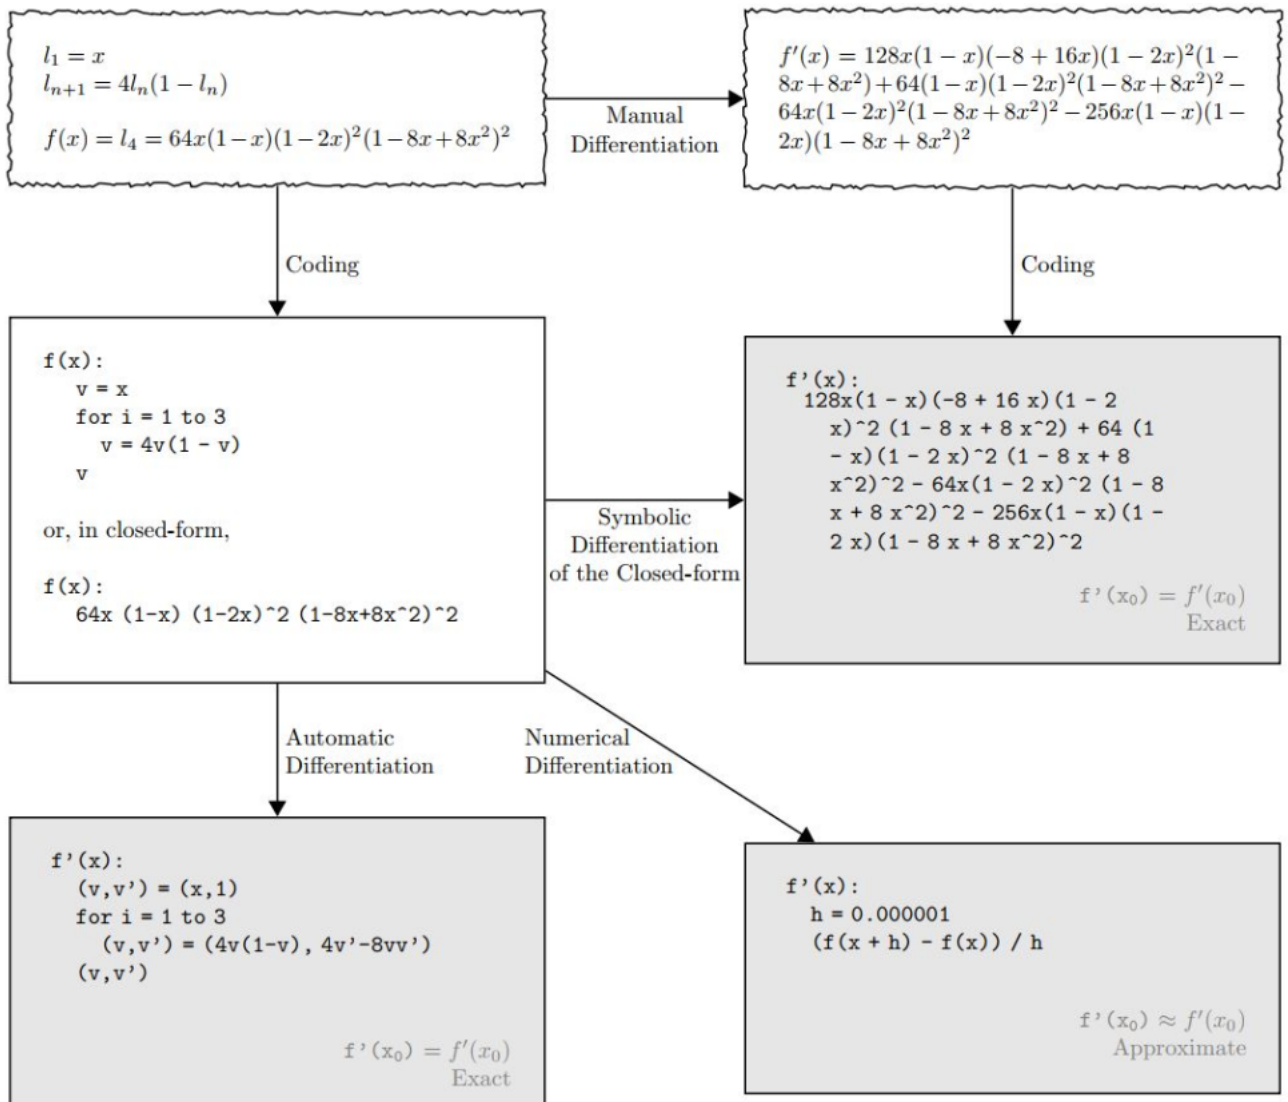 l₁ = x
lₙ₊₁ = 4lₙ(1 − lₙ)
f(x) = l₄ = 64x(1−x)(1−2x)²(1−8x+8x²)²
Manual
Differentiation
f′(x) = 128x(1 − x)(−8 + 16x)(1 − 2x)²(1 −
8x+8x²)+64(1−x)(1−2x)²(1−8x+8x²)²−
64x(1−2x)²(1−8x+8x²)²−256x(1−x)(1−
2x)(1 − 8x + 8x²)²
Coding
Coding
f(x):
v = x
for i = 1 to 3
v = 4v(1 - v)
v
or, in closed-form,
f(x):
64x (1-x) (1-2x)^2 (1-8x+8x^2)^2
Symbolic
Differentiation
of the Closed-form
f'(x):
128x(1 - x)(-8 + 16 x)(1 - 2
x)^2 (1 - 8 x + 8 x^2) + 64 (1
- x)(1 - 2 x)^2 (1 - 8 x + 8
x^2)^2 - 64x(1 - 2 x)^2 (1 - 8
x + 8 x^2)^2 - 256x(1 - x)(1 -
2 x)(1 - 8 x + 8 x^2)^2
f'(x₀) = f′(x₀)
Exact
Automatic
Differentiation
Numerical
Differentiation
f'(x):
(v,v') = (x,1)
for i = 1 to 3
(v,v') = (4v(1-v), 4v'-8vv')
(v,v')
f'(x₀) = f′(x₀)
Exact
f'(x):
h = 0.000001
(f(x + h) - f(x)) / h
f'(x₀) ≈ f′(x₀)
Approximate